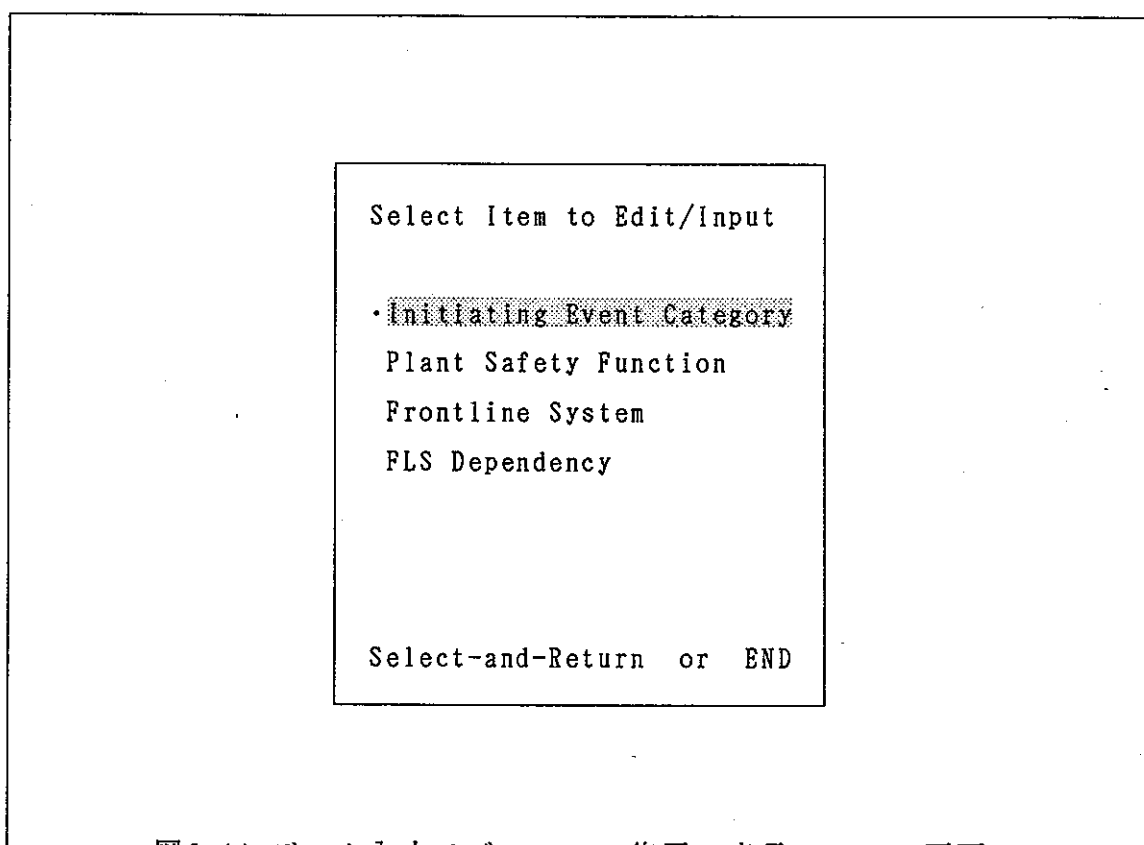 Select Item to Edit/Input
・Initiating Event Category
Plant Safety Function
Frontline System
FLS Dependency
Select-and-Return or END